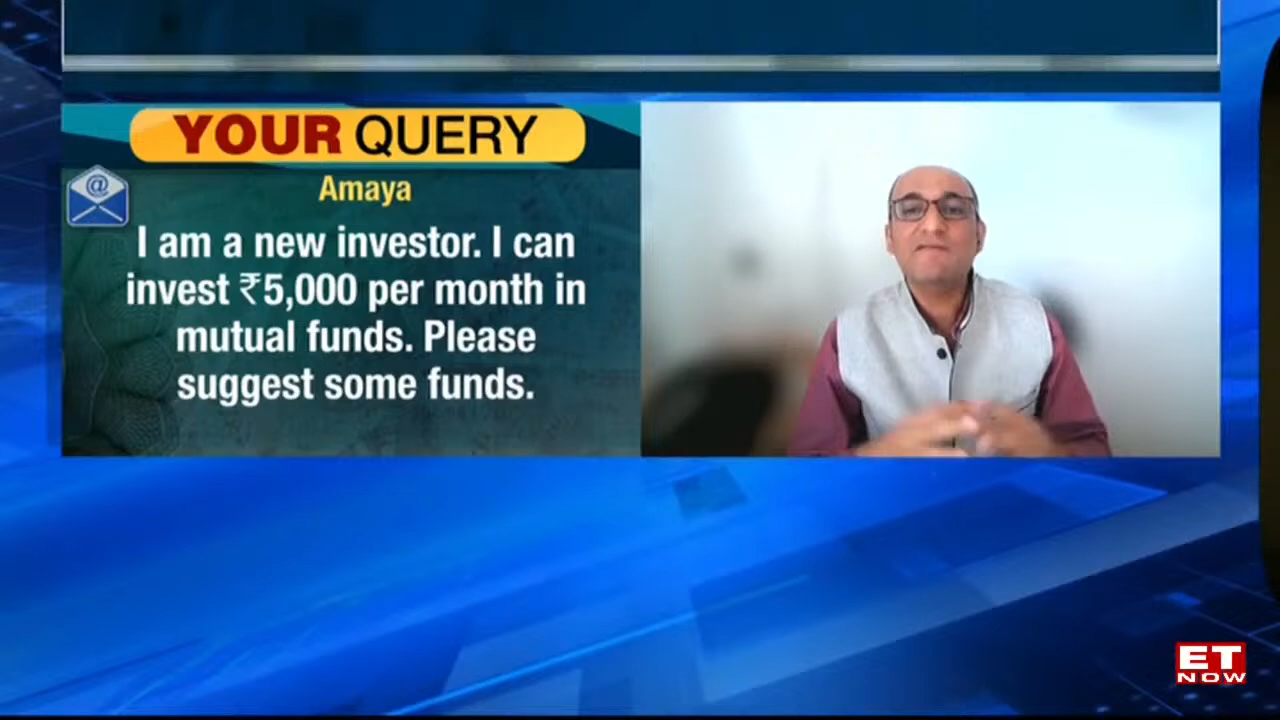 YOUR QUERY
@
Amaya
I am a new investor. I can
invest ₹5,000 per month in
mutual funds. Please
suggest some funds.
ET
NOW